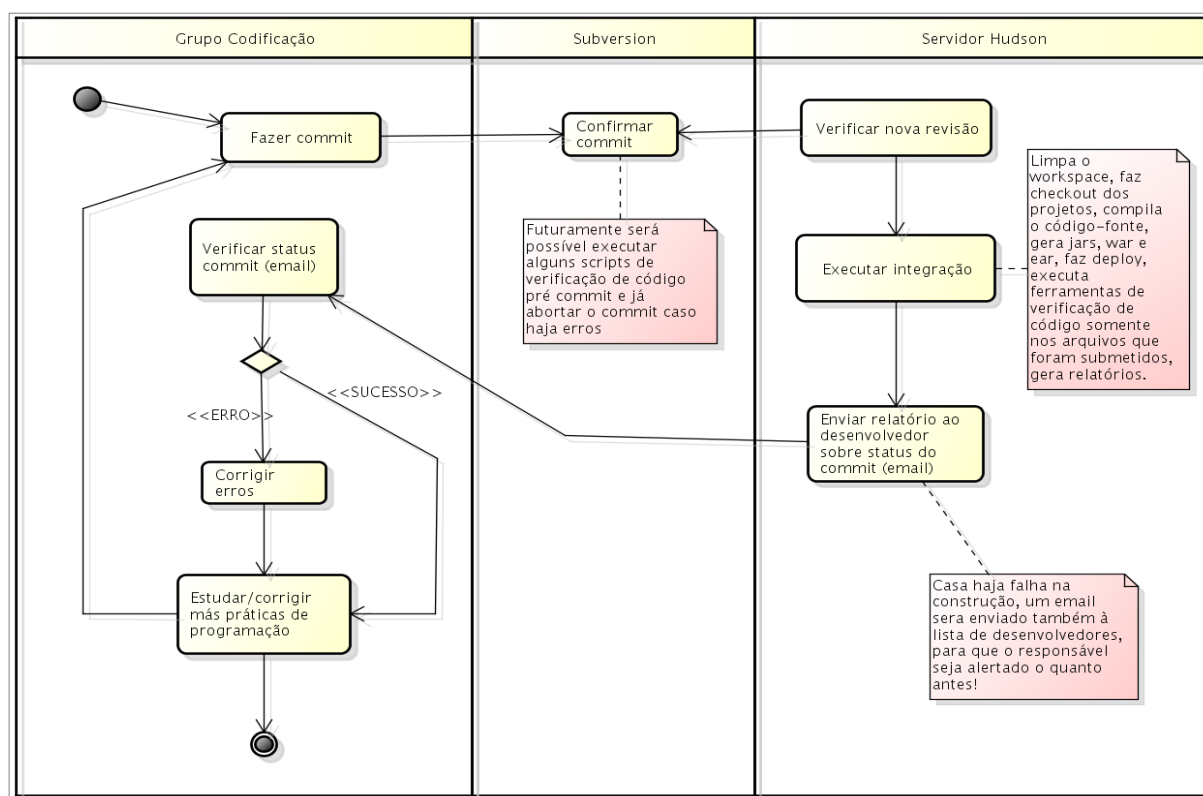 Grupo Codificação
Subversion
Servidor Hudson
Fazer commit
Confirmar
commit
Verificar nova revisão
Limpa o
workspace, faz
checkout dos
projetos, compila
o código-fonte,
gera jars, war e
ear, faz deploy,
executa
ferramentas de
verificação de
código somente
nos arquivos que
foram submetidos,
gera relatórios.
Verificar status
commit (email)
Futuramente será
possível executar
alguns scripts de
verificação de código
pré commit e já
abortar o commit caso
haja erros
Executar integração
<<SUCESSO>>
<<ERRO>>
Enviar relatório ao
desenvolvedor
sobre status do
commit (email)
Corrigir
erros
Estudar/corrigir
más práticas de
programação
Casa haja falha na
construção, um email
sera enviado também à
lista de desenvolvedores,
para que o responsável
seja alertado o quanto
antes!